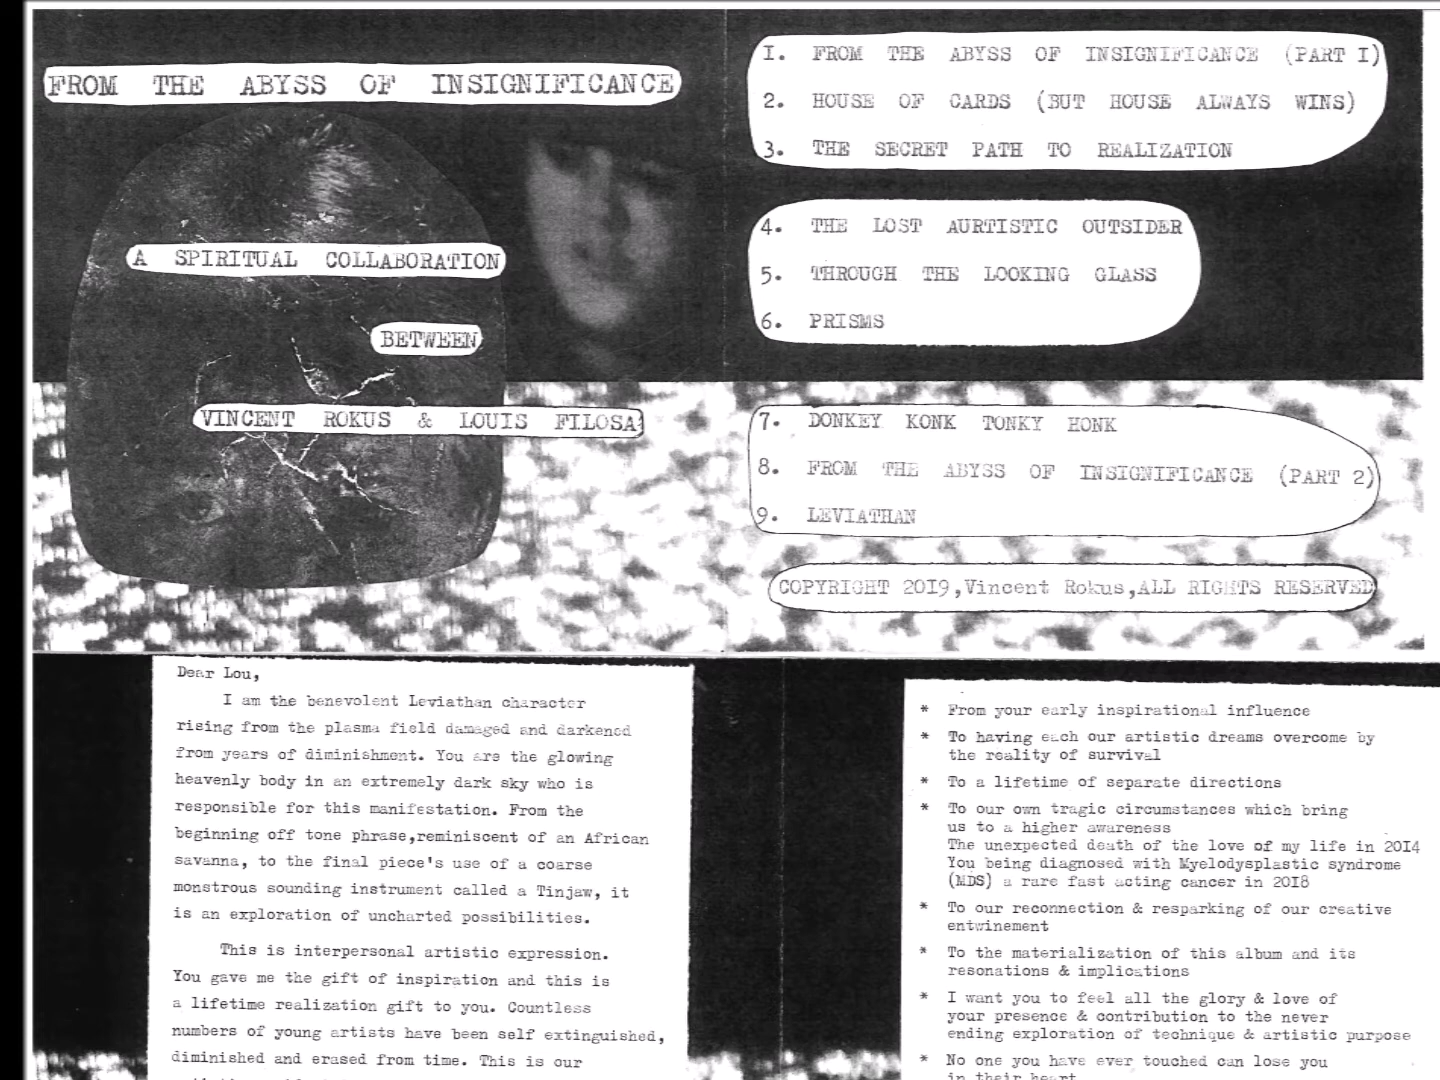 FROM THE ABYSS OF INSIGNIFICANCE
A SPIRITUAL COLLABORATION
BETWEEN
VINCENT ROKUS & LOUIS FILOSA
1. FROM THE ABYSS OF INSIGNIFICANCE (PART I)
2. HOUSE OF CARDS (BUT HOUSE ALWAYS WINS)
3. THE SECRET PATH TO REALIZATION
4. THE LOST AURTISTIC OUTSIDER
5. THROUGH THE LOOKING GLASS
6. PRISMS
7. DONKEY KONK TONKY HONK
8. FROM THE ABYSS OF INSIGNIFICANCE (PART 2)
9. LEVIATHAN
COPYRIGHT 2019,Vincent Rokus,ALL RIGHTS RESERVED
Dear Lou,
I am the benevolent Leviathan character
rising from the plasma field damaged and darkened
from years of diminishment. You are the glowing
heavenly body in an extremely dark sky who is
responsible for this manifestation. From the
beginning off tone phrase,reminiscent of an African
savanna, to the final piece's use of a coarse
monstrous sounding instrument called a Tinjaw, it
is an exploration of uncharted possibilities.
This is interpersonal artistic expression.
You gave me the gift of inspiration and this is
a lifetime realization gift to you. Countless
numbers of young artists have been self extinguished,
diminished and erased from time. This is our
* From your early inspirational influence
* To having each our artistic dreams overcome by
the reality of survival
* To a lifetime of separate directions
* To our own tragic circumstances which bring
us to a higher awareness
The unexpected death of the love of my life in 2014
You being diagnosed with Myelodysplastic syndrome
(MDS) a rare fast acting cancer in 2018
* To our reconnection & resparking of our creative
entwinement
* To the materialization of this album and its
resonations & implications
* I want you to feel all the glory & love of
your presence & contribution to the never
ending exploration of technique & artistic purpose
* No one you have ever touched can lose you
in their heart